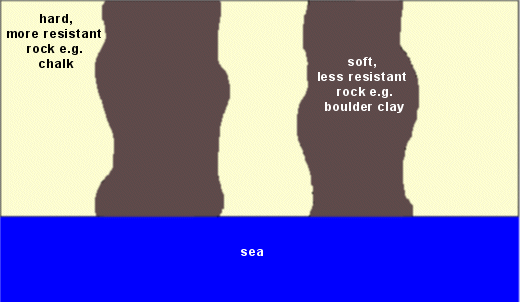 hard,
more resistant
rock e.g.
chalk
soft,
less resistant
rock e.g.
boulder clay
sea